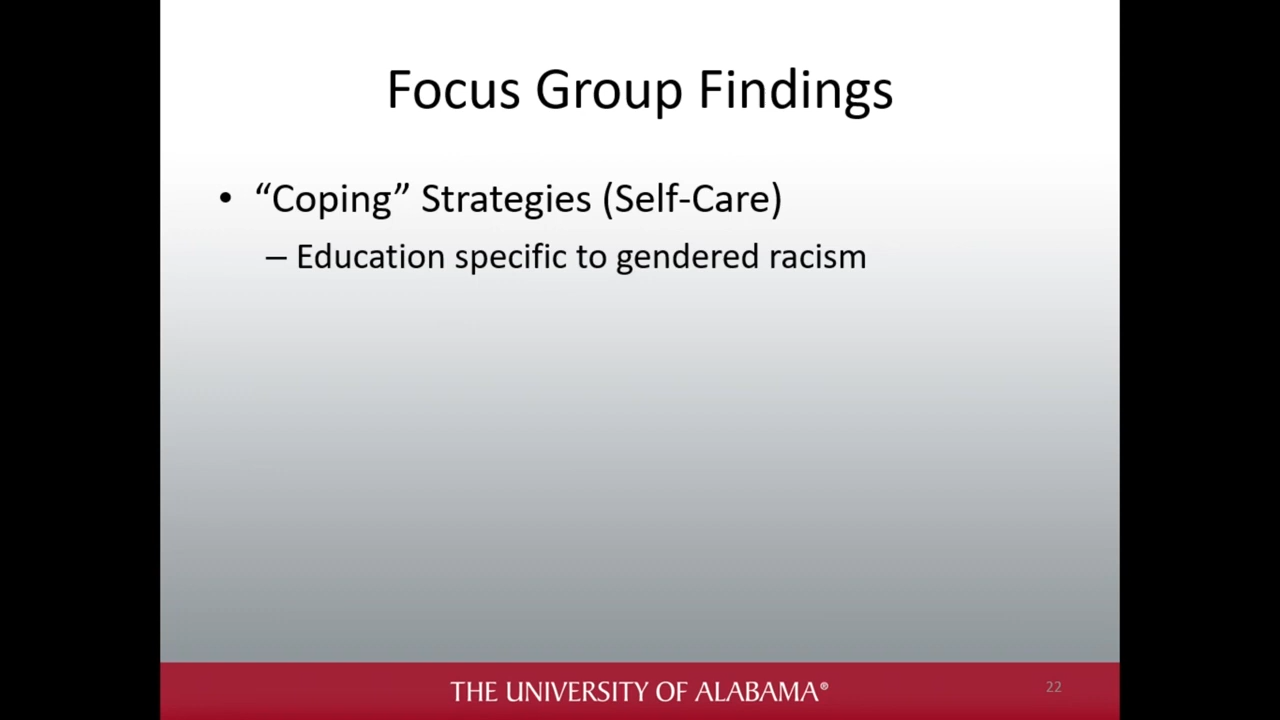 Focus Group Findings
• “Coping” Strategies (Self-Care)
– Education specific to gendered racism
THE UNIVERSITY OF ALABAMA®
22